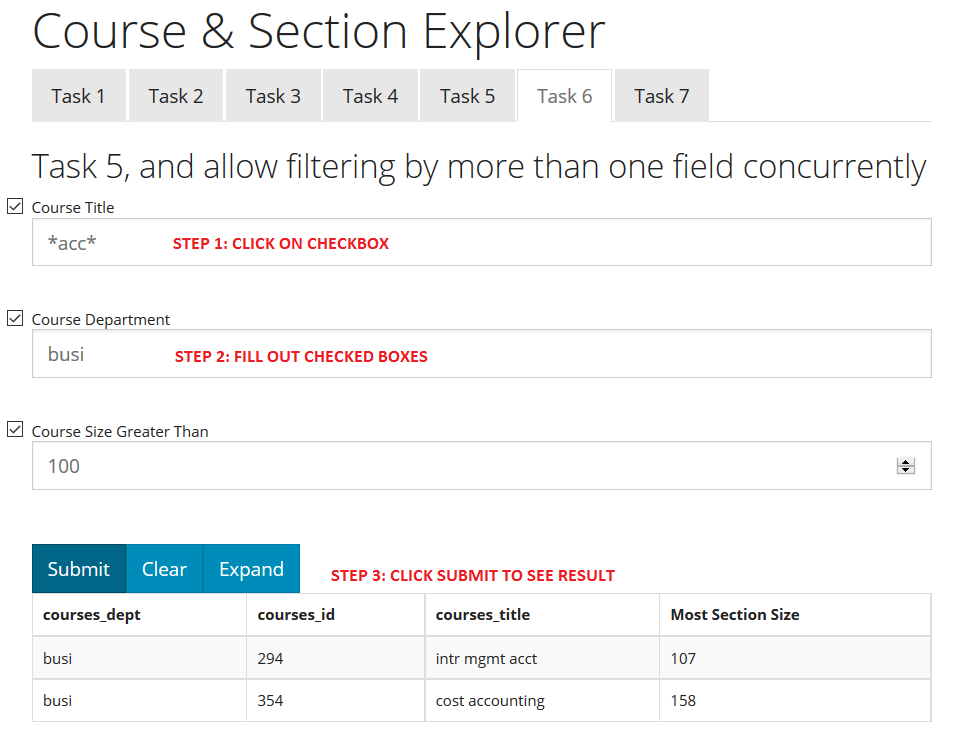 Course & Section Explorer
Task 1 Task 2 Task 3 Task 4 Task 5 Task 6 Task 7
Task 5, and allow filtering by more than one field concurrently
Course Title
*acc* STEP 1: CLICK ON CHECKBOX
Course Department
busi STEP 2: FILL OUT CHECKED BOXES
Course Size Greater Than
100
Submit Clear Expand STEP 3: CLICK SUBMIT TO SEE RESULT
courses_dept courses_id courses_title Most Section Size
busi 294 intr mgmt acct 107
busi 354 cost accounting 158